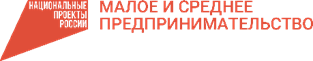 НАЦИОНАЛЬНЫЕ
ПРОЕКТЫ
РОССИИ
МАЛОЕ И СРЕДНЕЕ
ПРЕДПРИНИМАТЕЛЬСТВО